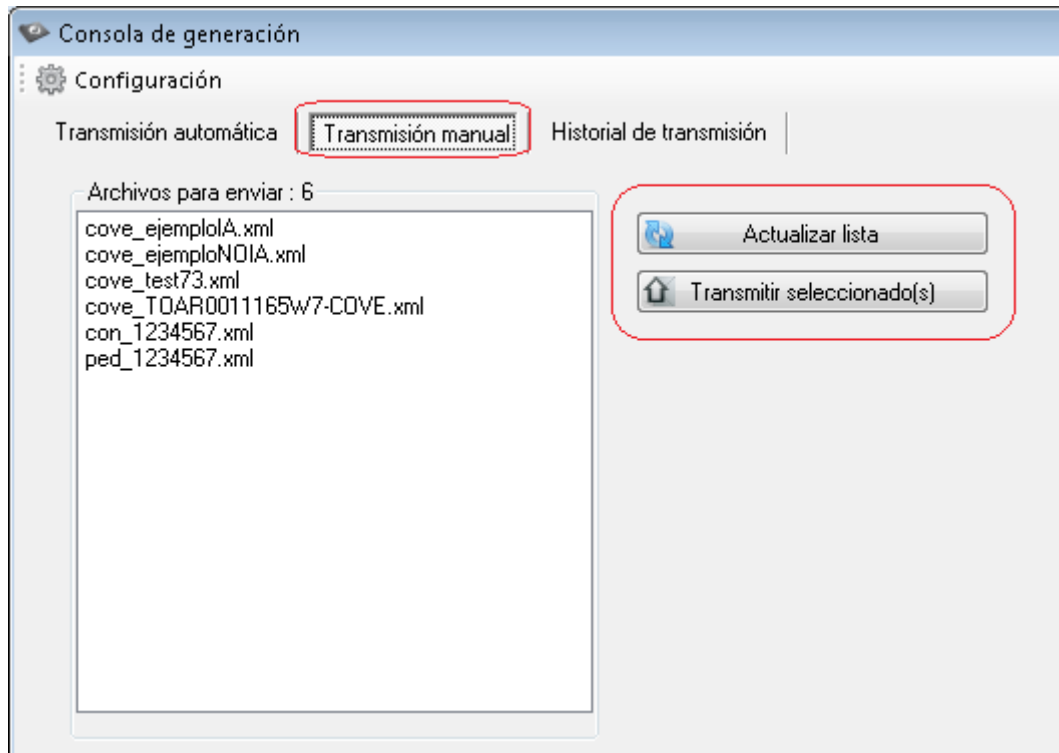 Consola de generación
Configuración
Transmisión automática Transmisión manual Historial de transmisión
Archivos para enviar : 6
cove_ejemploIA.xml
cove_ejemploNOIA.xml
cove_test73.xml
cove_TOAR0011165W7-COVE.xml
con_1234567.xml
ped_1234567.xml
Actualizar lista
Transmitir seleccionado(s)